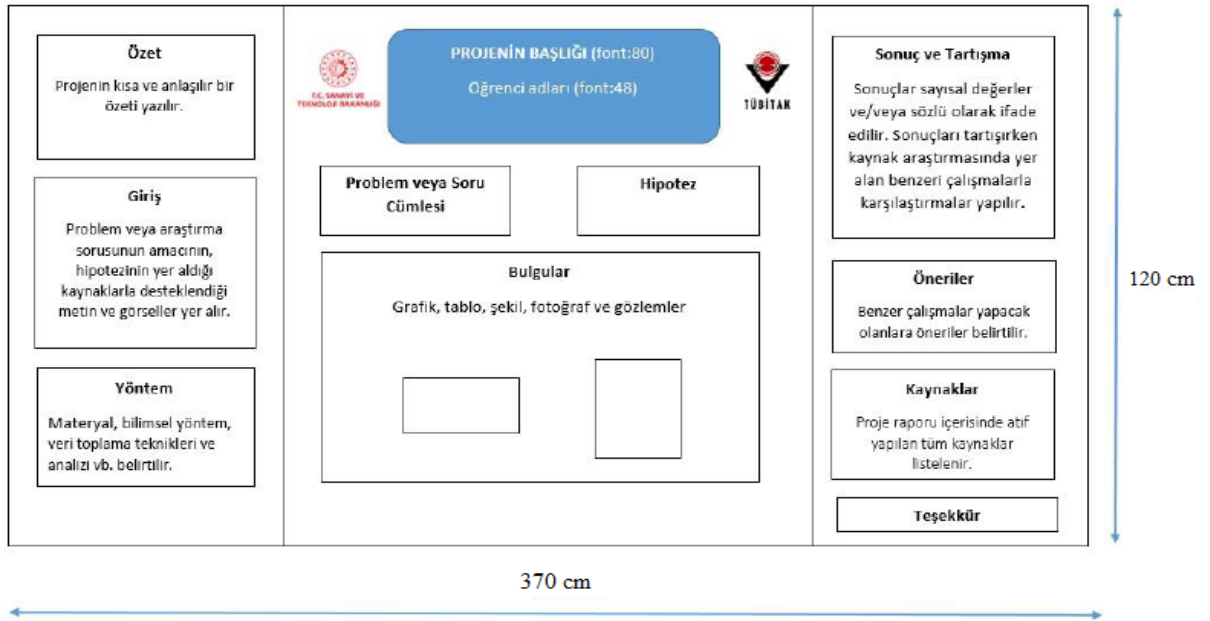 Özet
Projenin kısa ve anlaşılır bir
özeti yazılır.
Giriş
Problem veya araştırma
sorusunun amacının,
hipotezinin yer aldığı
kaynaklarla desteklendiği
metin ve görseller yer alır.
Yöntem
Materyal, bilimsel yöntem,
veri toplama teknikleri ve
analizi vb. belirtilir.
T.C. SANAYİ VE
TEKNOLOJİ BAKANLIĞI
PROJENİN BAŞLIĞI (font:80)
Öğrenci adları (font:48)
TÜBİTAK
Problem veya Soru
Cümlesi
Hipotez
Bulgular
Grafik, tablo, şekil, fotoğraf ve gözlemler
Sonuç ve Tartışma
Sonuçlar sayısal değerler
ve/veya sözlü olarak ifade
edilir. Sonuçları tartışırken
kaynak araştırmasında yer
alan benzeri çalışmalarla
karşılaştırmalar yapılır.
Öneriler
Benzer çalışmalar yapacak
olanlara öneriler belirtilir.
Kaynaklar
Proje raporu içerisinde atıf
yapılan tüm kaynaklar
listelenir.
Teşekkür
120 cm
370 cm